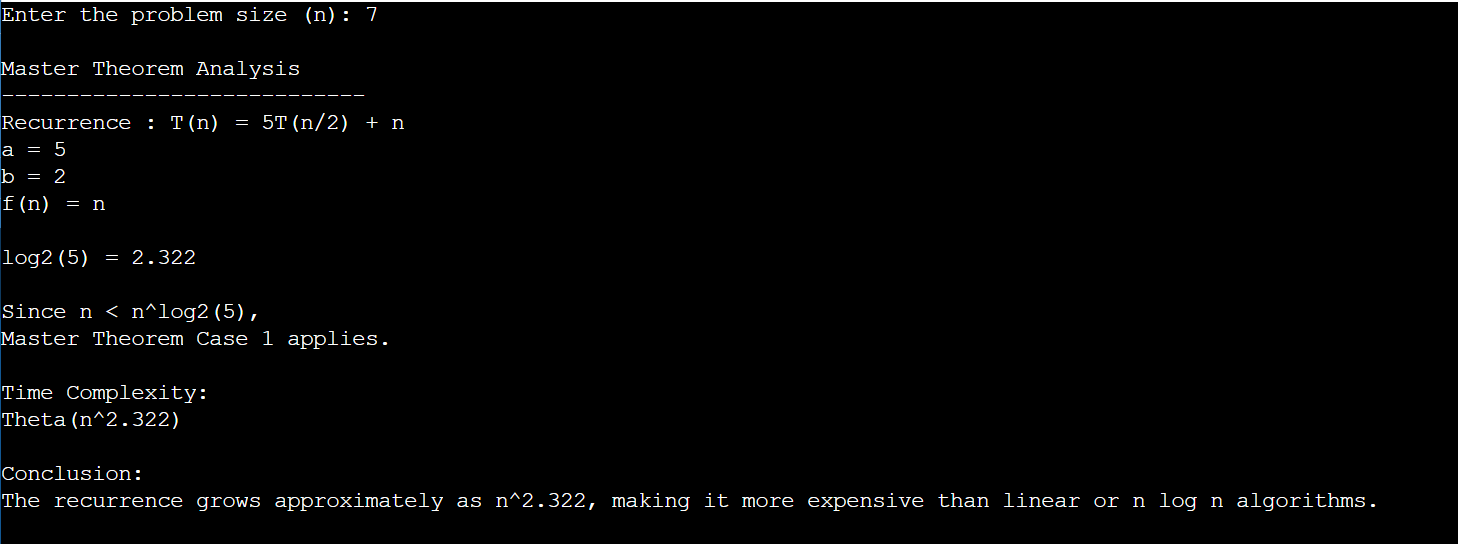 Enter the problem size (n): 7
Master Theorem Analysis
----------------------------
Recurrence : T(n) = 5T(n/2) + n
a = 5
b = 2
f(n) = n
log2(5) = 2.322
Since n < n^log2(5),
Master Theorem Case 1 applies.
Time Complexity:
Theta(n^2.322)
Conclusion:
The recurrence grows approximately as n^2.322, making it more expensive than linear or n log n algorithms.